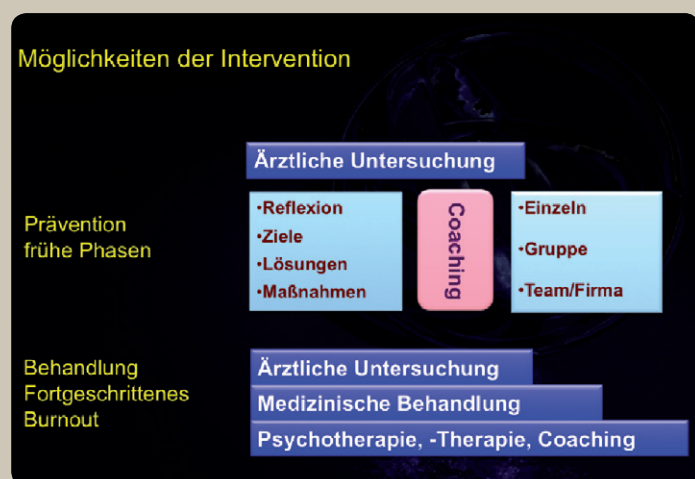 Möglichkeiten der Intervention
Ärztliche Untersuchung
Prävention
frühe Phasen
•Reflexion
•Ziele
•Lösungen
•Maßnahmen
Coaching
•Einzeln
•Gruppe
•Team/Firma
Behandlung
Fortgeschrittenes
Burnout
Ärztliche Untersuchung
Medizinische Behandlung
Psychotherapie, -Therapie, Coaching